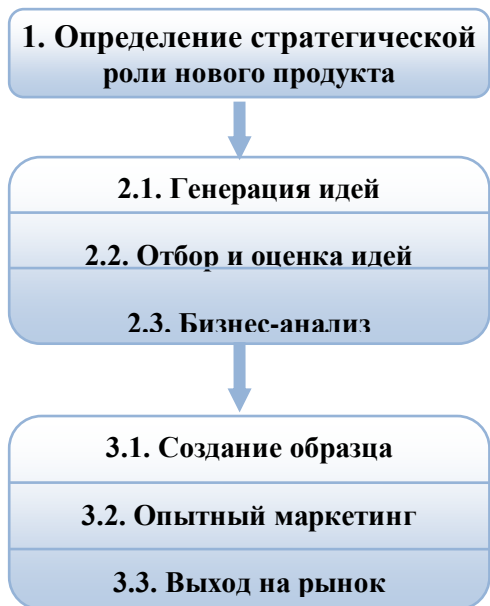 1. Определение стратегической
роли нового продукта
2.1. Генерация идей
2.2. Отбор и оценка идей
2.3. Бизнес-анализ
3.1. Создание образца
3.2. Опытный маркетинг
3.3. Выход на рынок